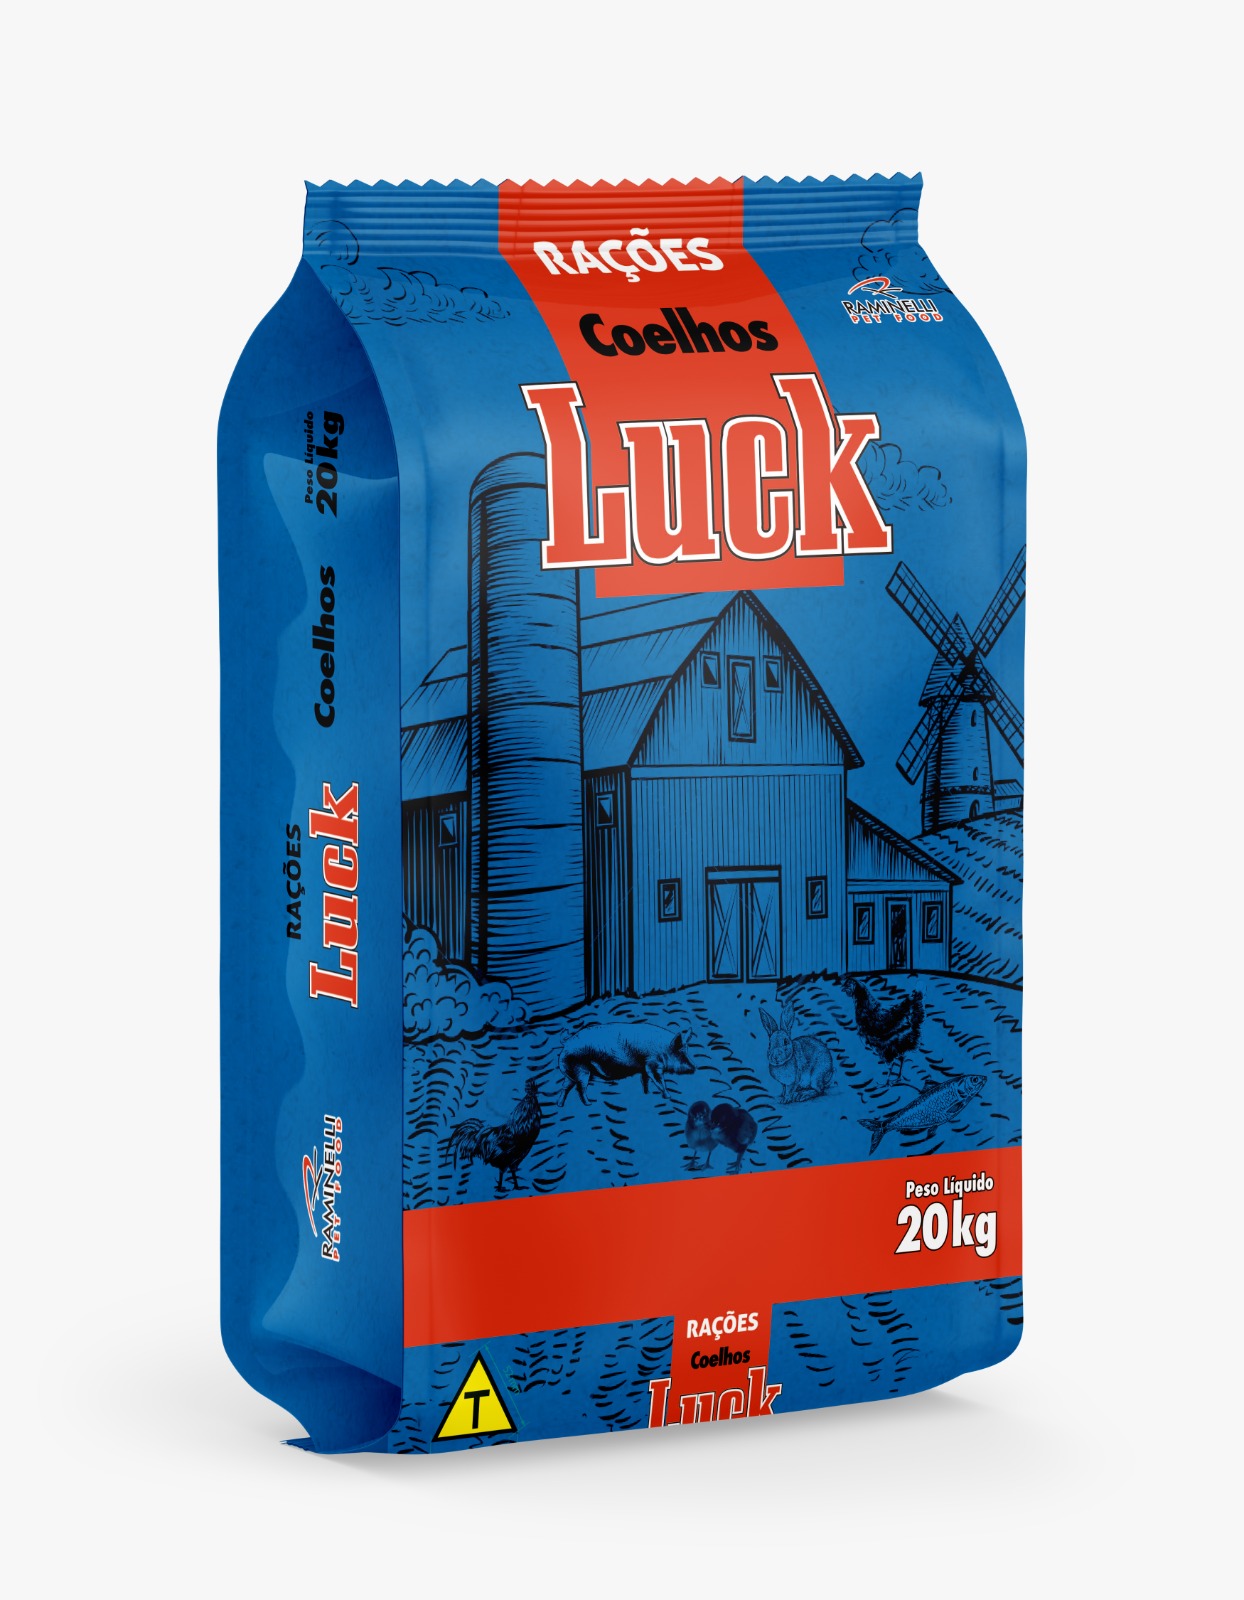 RAÇÕES
Coelhos
Luck
RAMINELLI
PET FOOD
Peso Líquido
20kg
RAÇÕES
Coelhos
Luck
T
Peso Líquido
20kg
Coelhos
RAÇÕES
Luck
RAMINELLI
PET FOOD